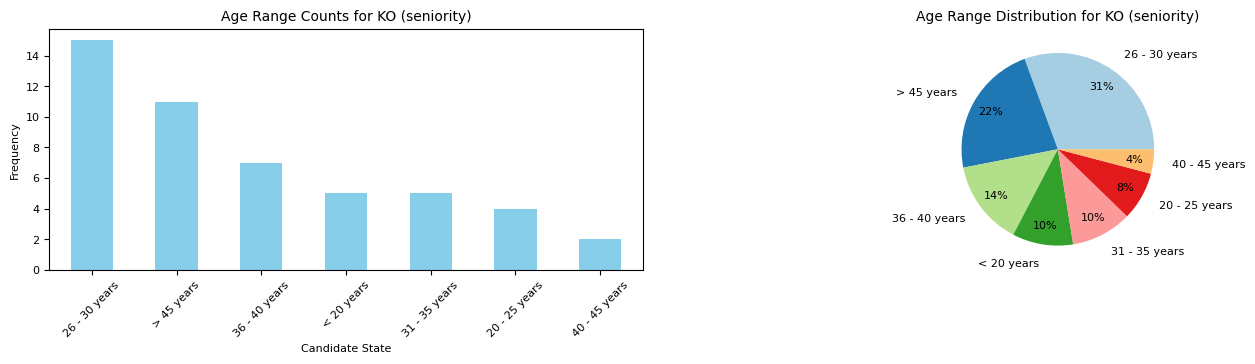 Age Range Counts for KO (seniority)
Frequency
14
12
10
8
6
4
2
0
26 - 30 years
> 45 years
36 - 40 years
< 20 years
31 - 35 years
20 - 25 years
40 - 45 years
Candidate State
Age Range Distribution for KO (seniority)
26 - 30 years
31%
> 45 years
22%
36 - 40 years
14%
< 20 years
10%
31 - 35 years
10%
20 - 25 years
8%
40 - 45 years
4%